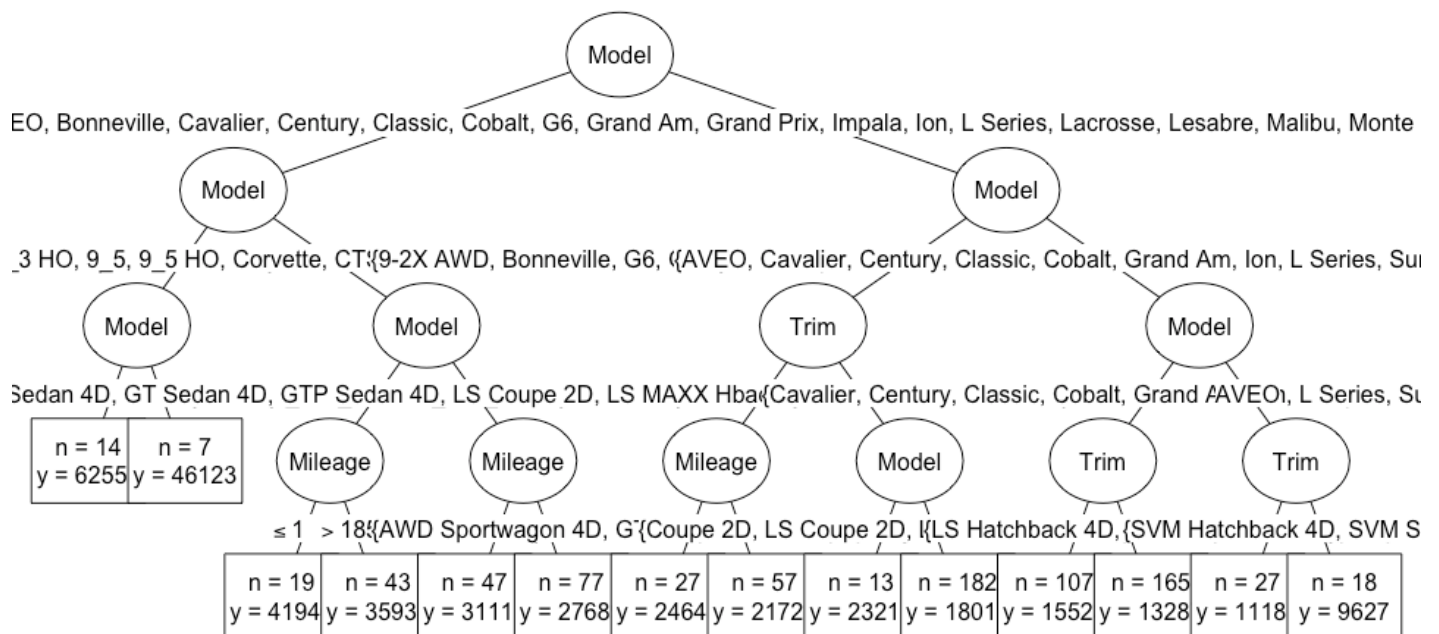 Model
EO, Bonneville, Cavalier, Century, Classic, Cobalt, G6, Grand Am, Grand Prix, Impala, Ion, L Series, Lacrosse, Lesabre, Malibu, Monte
Model Model
_3 HO, 9_5, 9_5 HO, Corvette, CTS {9-2X AWD, Bonneville, G6, {AVEO, Cavalier, Century, Classic, Cobalt, Grand Am, Ion, L Series, Sun
Model Model Trim Model
Sedan 4D, GT Sedan 4D, GTP Sedan 4D, LS Coupe 2D, LS MAXX Hba {Cavalier, Century, Classic, Cobalt, Grand AVEO L Series, Su
n = 14 n = 7 Mileage Mileage Mileage Model Trim Trim
y = 6255 y = 46123
≤ 1 > 18 {AWD Sportwagon 4D, G {Coupe 2D, LS Coupe 2D, {LS Hatchback 4D, {SVM Hatchback 4D, SVM S
n = 19 n = 43 n = 47 n = 77 n = 27 n = 57 n = 13 n = 182 n = 107 n = 165 n = 27 n = 18
y = 4194 y = 3593 y = 3111 y = 2768 y = 2464 y = 2172 y = 2321 y = 1801 y = 1552 y = 1328 y = 1118 y = 9627